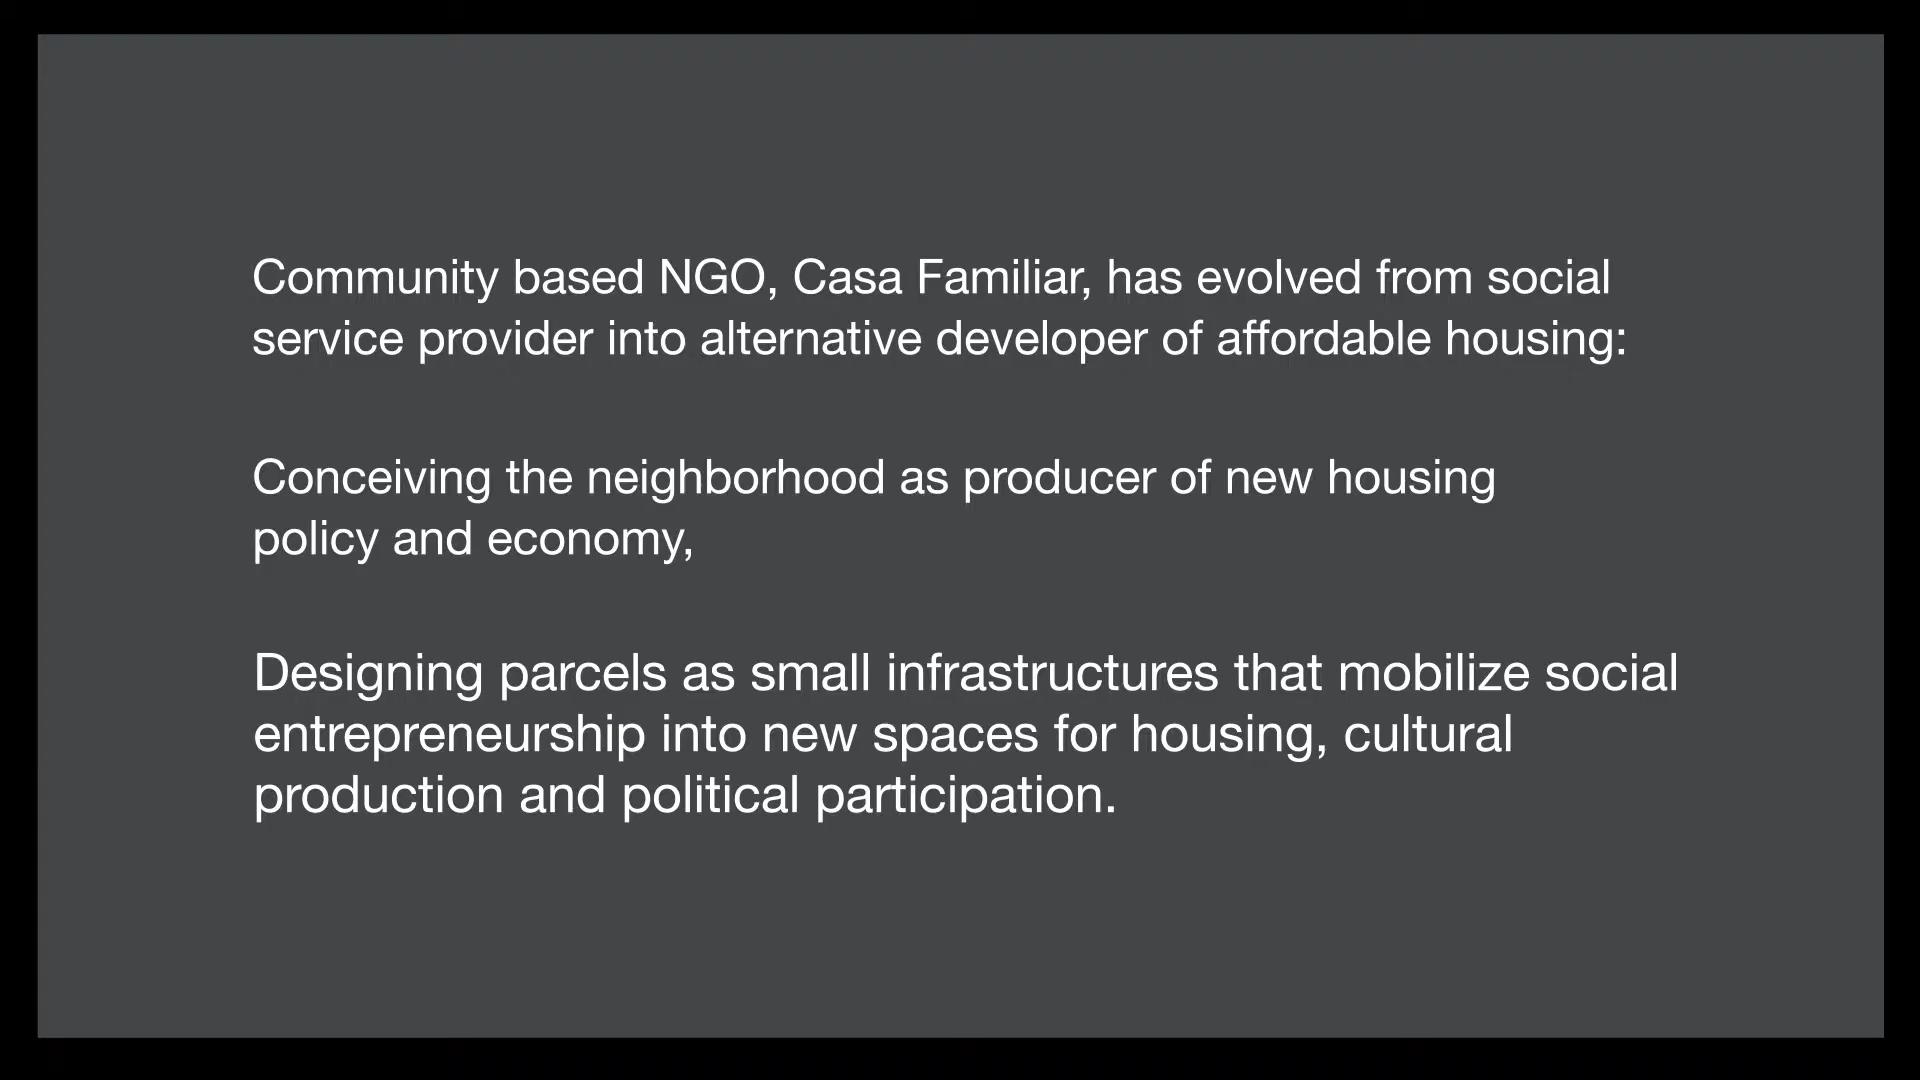 Community based NGO, Casa Familiar, has evolved from social
service provider into alternative developer of affordable housing:
Conceiving the neighborhood as producer of new housing
policy and economy,
Designing parcels as small infrastructures that mobilize social
entrepreneurship into new spaces for housing, cultural
production and political participation.